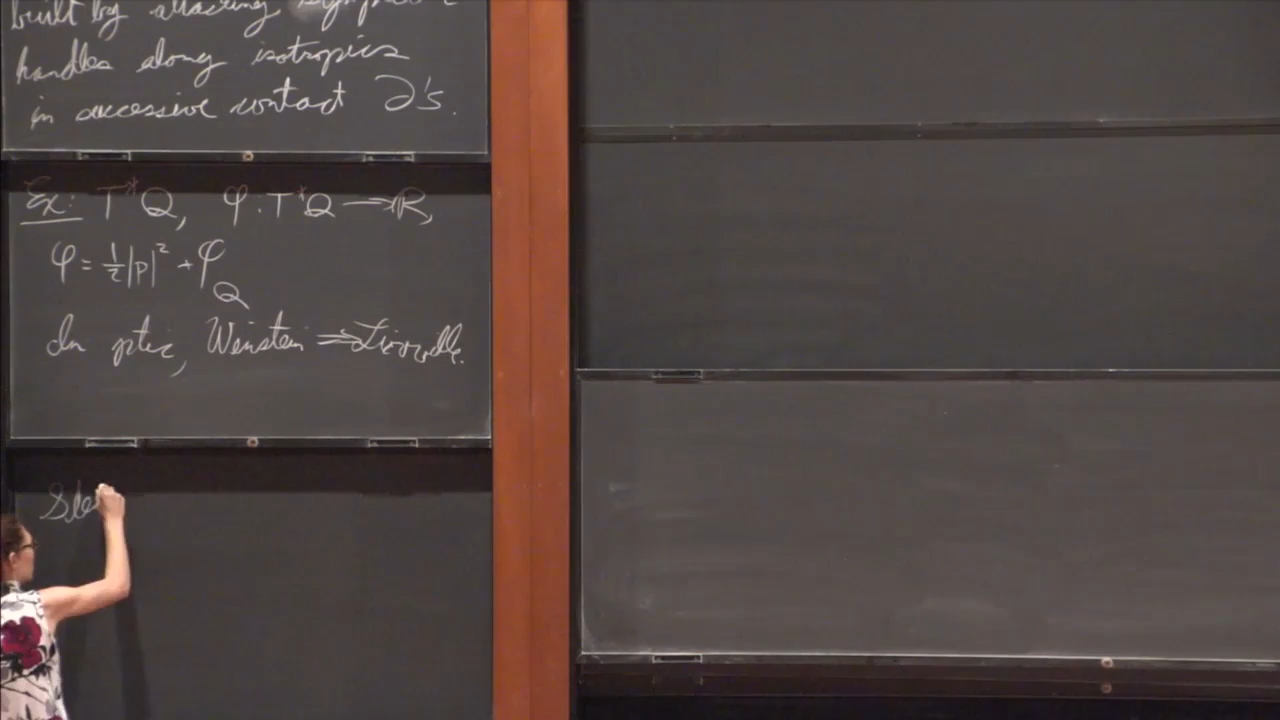 built by attaching
handles along isotropics
in successive contact ∂'s.
Ex: T*Q, φ: T*Q → ℝ,
φ = ½|p|² + φ_Q
In ptic, Weinstein ⟹ Liouville.